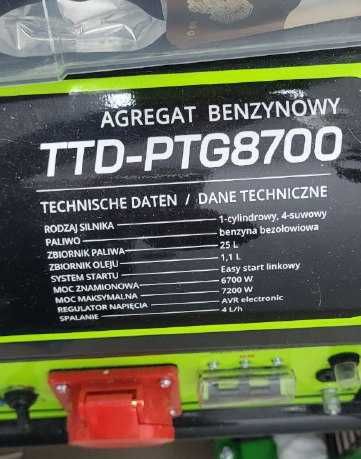 AGREGAT BENZYNOWY
TTD-PTG8700
TECHNISCHE DATEN / DANE TECHNICZNE
RODZAJ SILNIKA 1-cylindrowy, 4-suwowy
PALIWO benzyna bezołowiowa
ZBIORNIK PALIWA 25 L
ZBIORNIK OLEJU 1,1 L
SYSTEM STARTU Easy start linkowy
MOC ZNAMIONOWA 6700 W
MOC MAKSYMALNA 7200 W
REGULATOR NAPIĘCIA AVR electronic
SPALANIE 4 L/h